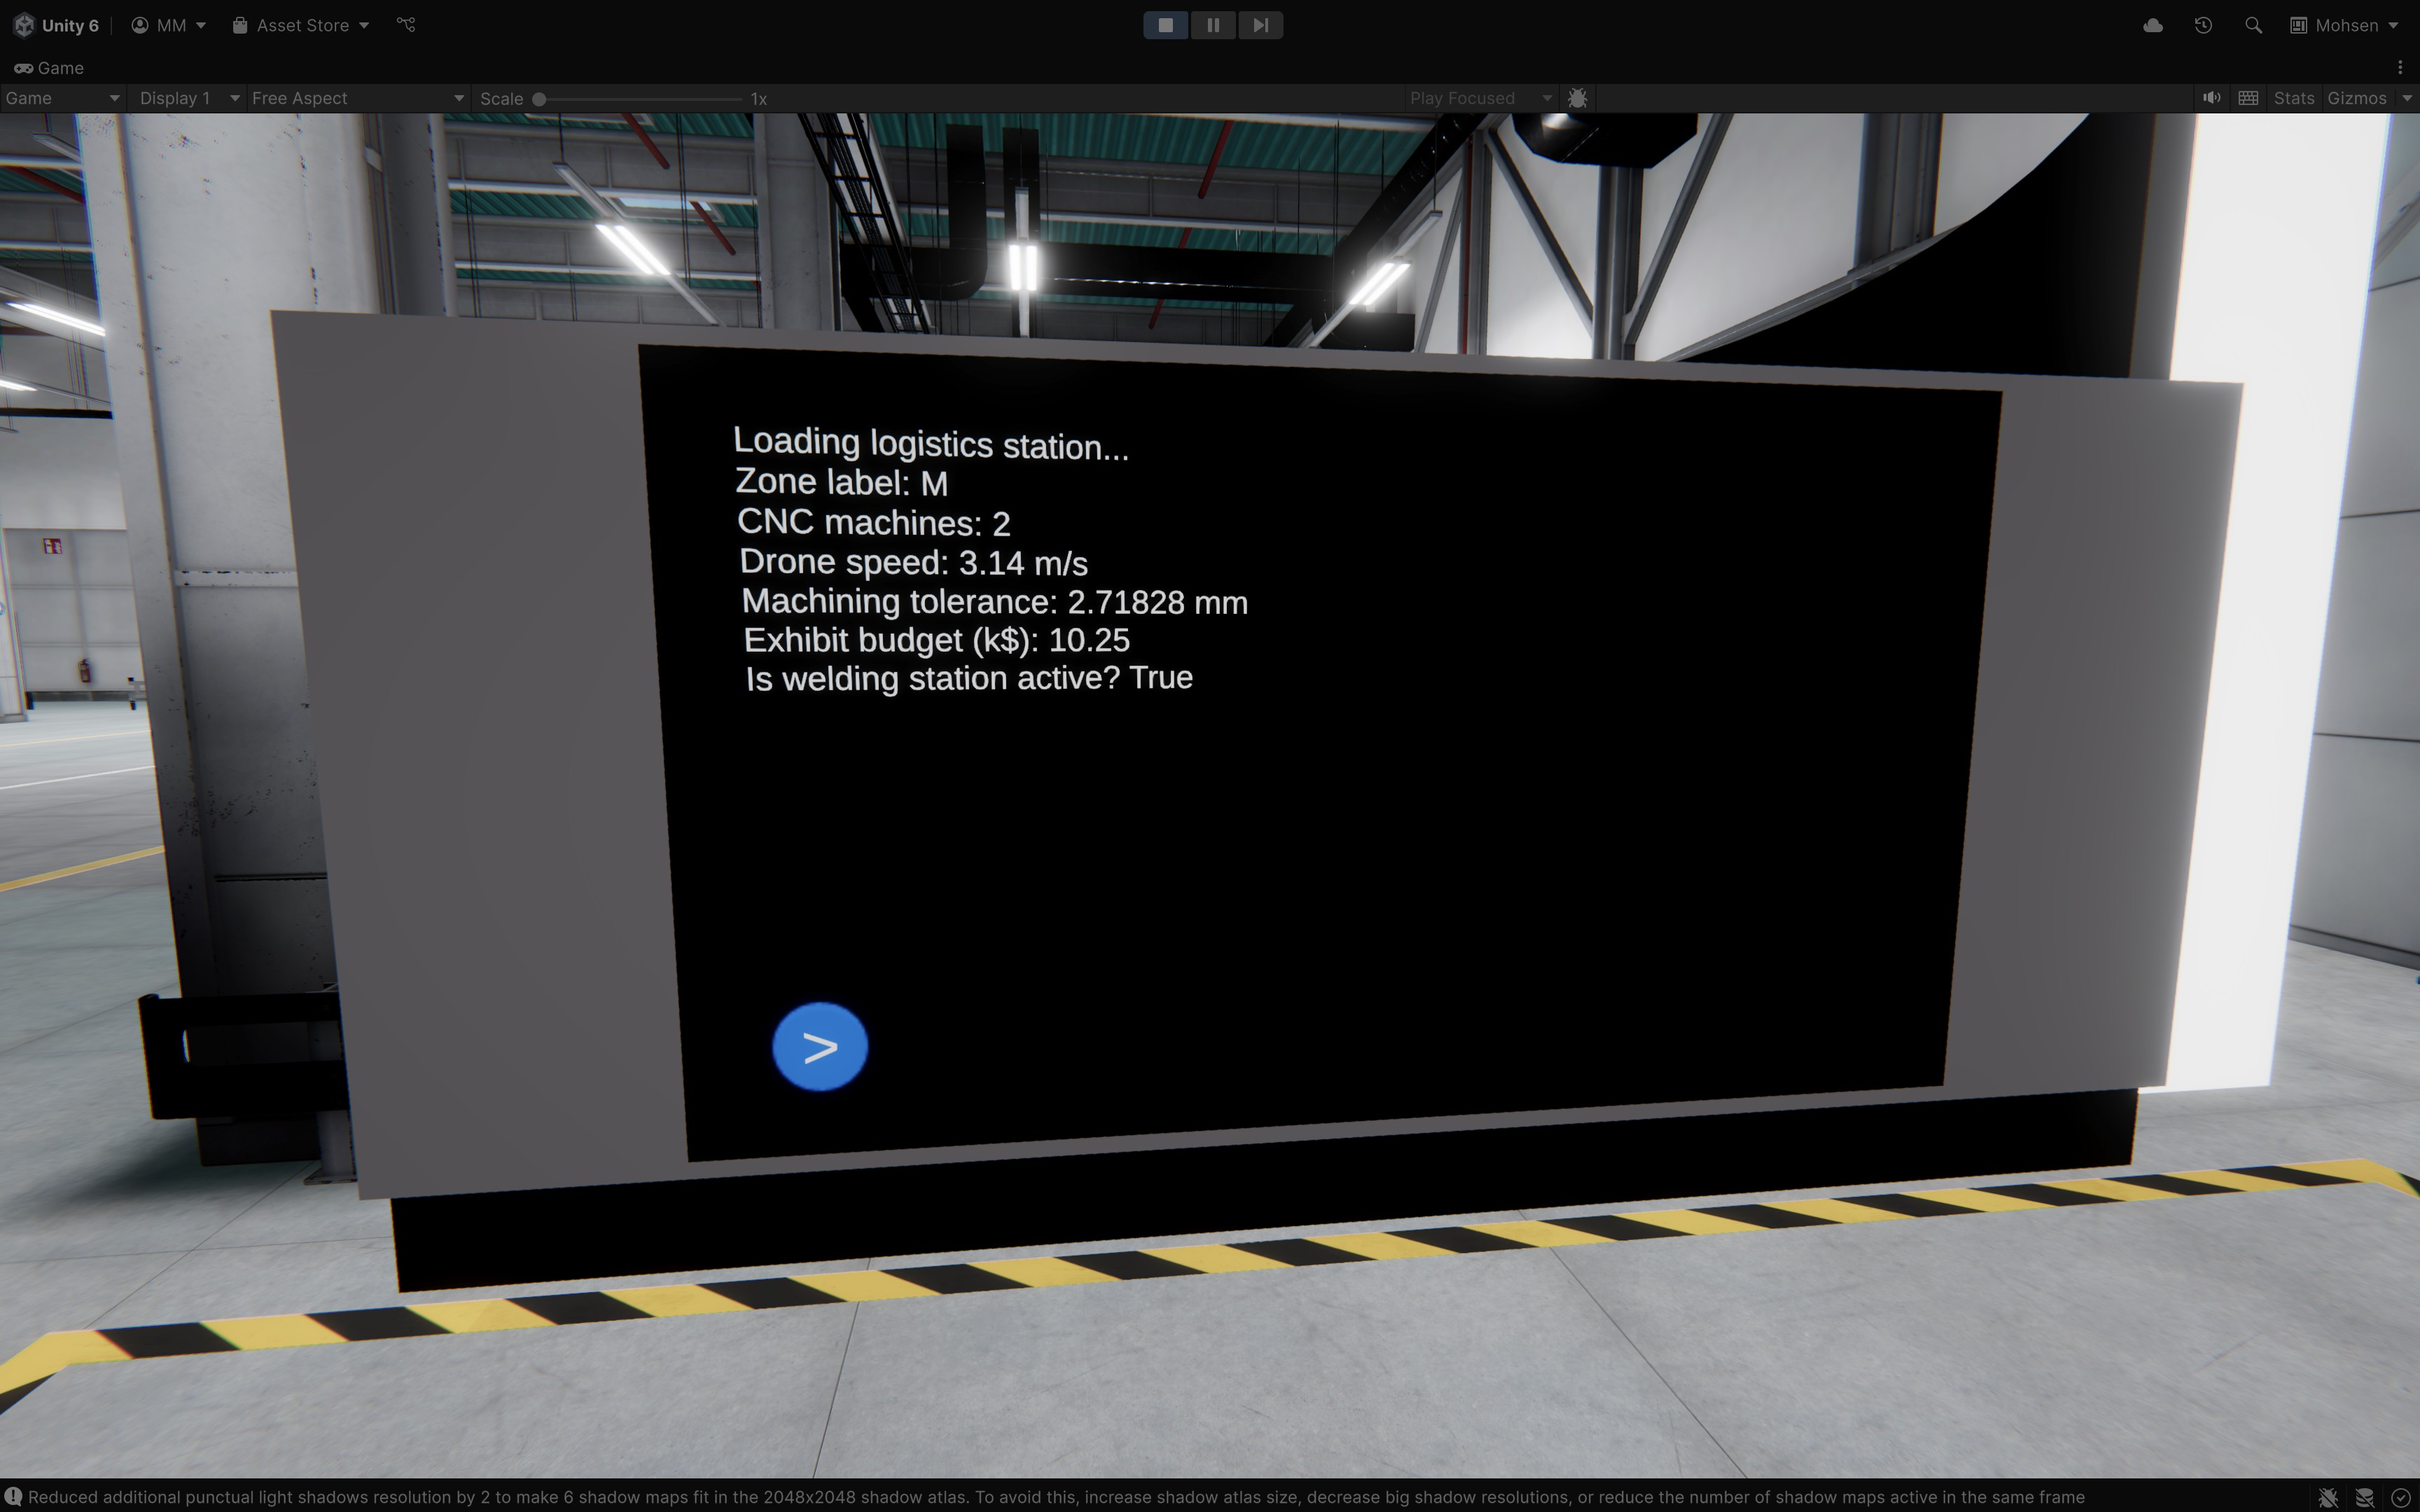 Unity 6 MM Asset Store Mohsen
Game
Game Display 1 Free Aspect Scale 1x Play Focused Stats Gizmos
Loading logistics station...
Zone label: M
CNC machines: 2
Drone speed: 3.14 m/s
Machining tolerance: 2.71828 mm
Exhibit budget (k$): 10.25
Is welding station active? True
>
Reduced additional punctual light shadows resolution by 2 to make 6 shadow maps fit in the 2048x2048 shadow atlas. To avoid this, increase shadow atlas size, decrease big shadow resolutions, or reduce the number of shadow maps active in the same frame